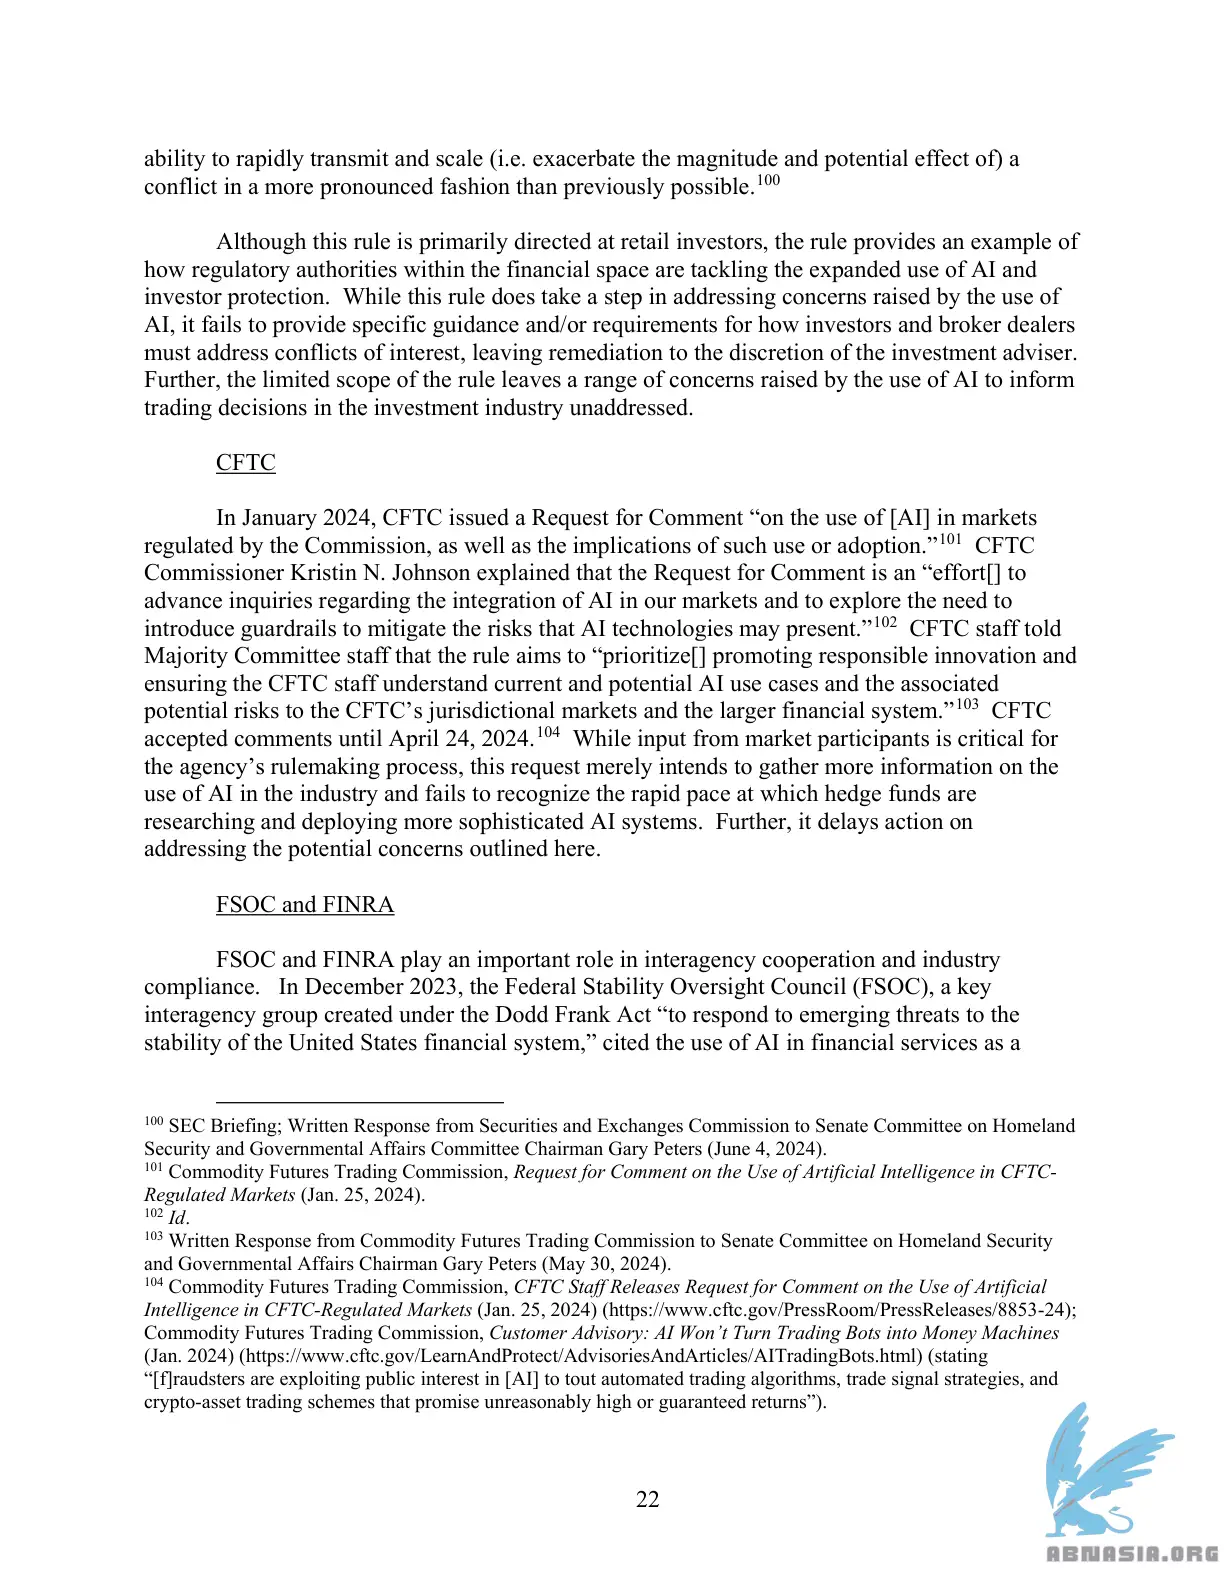 ability to rapidly transmit and scale (i.e. exacerbate the magnitude and potential effect of) a
conflict in a more pronounced fashion than previously possible.100
Although this rule is primarily directed at retail investors, the rule provides an example of
how regulatory authorities within the financial space are tackling the expanded use of AI and
investor protection.  While this rule does take a step in addressing concerns raised by the use of
AI, it fails to provide specific guidance and/or requirements for how investors and broker dealers
must address conflicts of interest, leaving remediation to the discretion of the investment adviser.
Further, the limited scope of the rule leaves a range of concerns raised by the use of AI to inform
trading decisions in the investment industry unaddressed.
CFTC
In January 2024, CFTC issued a Request for Comment “on the use of [AI] in markets
regulated by the Commission, as well as the implications of such use or adoption.”101  CFTC
Commissioner Kristin N. Johnson explained that the Request for Comment is an “effort[] to
advance inquiries regarding the integration of AI in our markets and to explore the need to
introduce guardrails to mitigate the risks that AI technologies may present.”102  CFTC staff told
Majority Committee staff that the rule aims to “prioritize[] promoting responsible innovation and
ensuring the CFTC staff understand current and potential AI use cases and the associated
potential risks to the CFTC’s jurisdictional markets and the larger financial system.”103  CFTC
accepted comments until April 24, 2024.104  While input from market participants is critical for
the agency’s rulemaking process, this request merely intends to gather more information on the
use of AI in the industry and fails to recognize the rapid pace at which hedge funds are
researching and deploying more sophisticated AI systems.  Further, it delays action on
addressing the potential concerns outlined here.
FSOC and FINRA
FSOC and FINRA play an important role in interagency cooperation and industry
compliance.   In December 2023, the Federal Stability Oversight Council (FSOC), a key
interagency group created under the Dodd Frank Act “to respond to emerging threats to the
stability of the United States financial system,” cited the use of AI in financial services as a
100 SEC Briefing; Written Response from Securities and Exchanges Commission to Senate Committee on Homeland
Security and Governmental Affairs Committee Chairman Gary Peters (June 4, 2024).
101 Commodity Futures Trading Commission, Request for Comment on the Use of Artificial Intelligence in CFTC-
Regulated Markets (Jan. 25, 2024).
102 Id.
103 Written Response from Commodity Futures Trading Commission to Senate Committee on Homeland Security
and Governmental Affairs Chairman Gary Peters (May 30, 2024).
104 Commodity Futures Trading Commission, CFTC Staff Releases Request for Comment on the Use of Artificial
Intelligence in CFTC-Regulated Markets (Jan. 25, 2024) (https://www.cftc.gov/PressRoom/PressReleases/8853-24);
Commodity Futures Trading Commission, Customer Advisory: AI Won’t Turn Trading Bots into Money Machines
(Jan. 2024) (https://www.cftc.gov/LearnAndProtect/AdvisoriesAndArticles/AITradingBots.html) (stating
“[f]raudsters are exploiting public interest in [AI] to tout automated trading algorithms, trade signal strategies, and
crypto-asset trading schemes that promise unreasonably high or guaranteed returns”).
22
ABNASIA.ORG